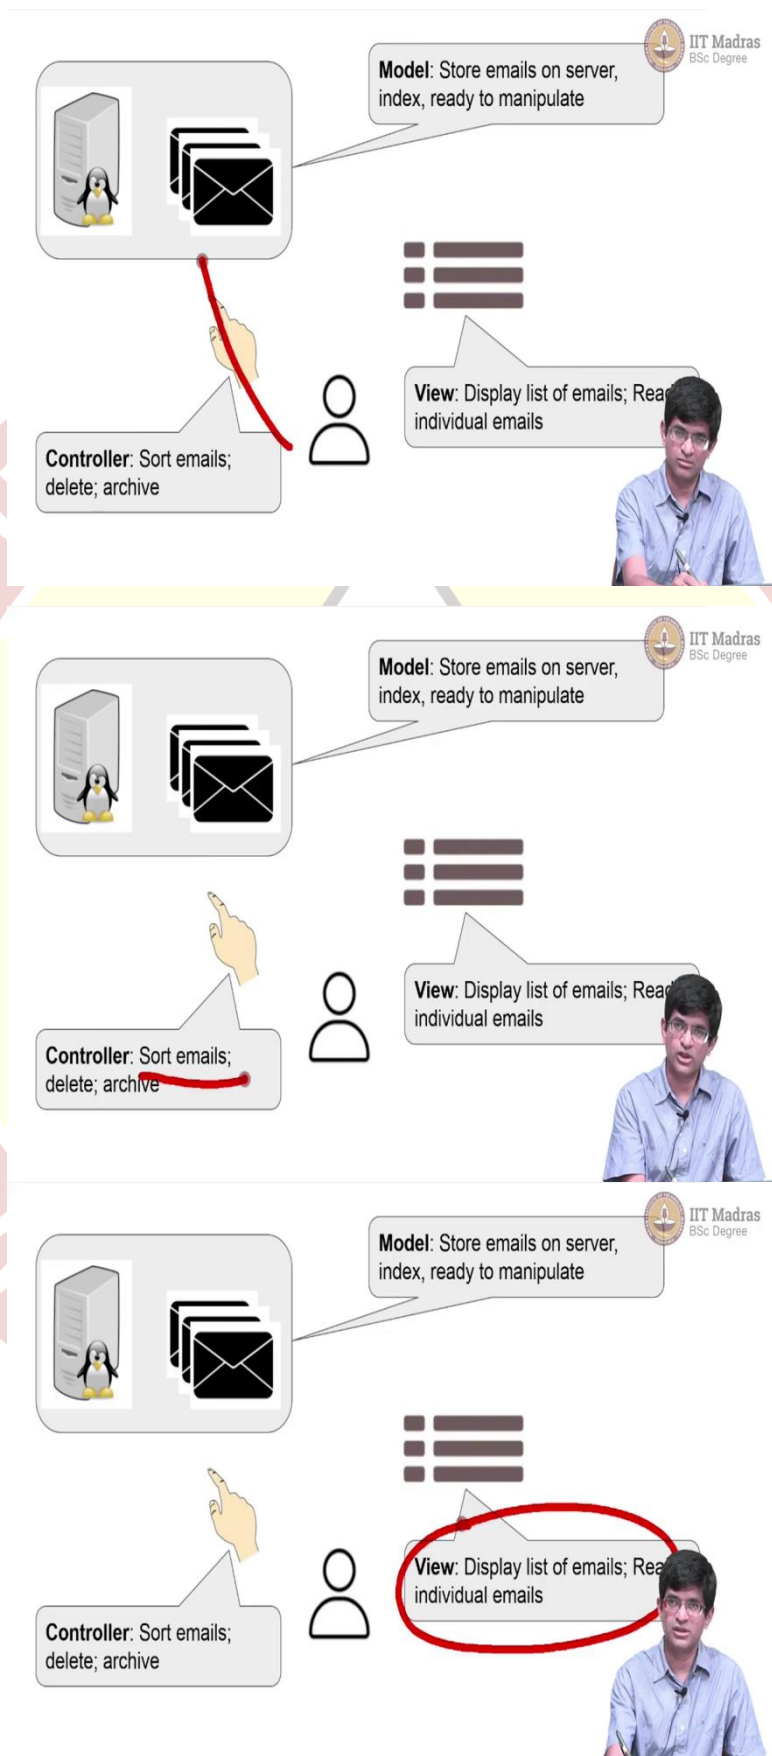 IIT Madras
BSc Degree
Model: Store emails on server,
index, ready to manipulate
View: Display list of emails;
individual emails
Controller: Sort emails;
delete; archive
IIT Madras
BSc Degree
Model: Store emails on server,
index, ready to manipulate
View: Display list of emails;
individual emails
Controller: Sort emails;
delete; archive
IIT Madras
BSc Degree
Model: Store emails on server,
index, ready to manipulate
View: Display list of emails;
individual emails
Controller: Sort emails;
delete; archive